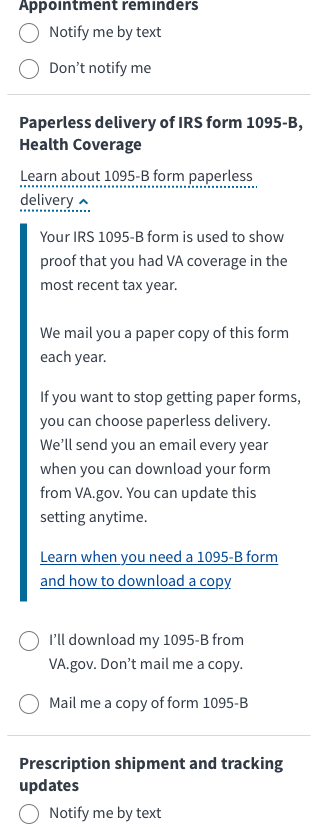 Appointment reminders
Notify me by text
Don’t notify me
Paperless delivery of IRS form 1095-B,
Health Coverage
Learn about 1095-B form paperless
delivery
Your IRS 1095-B form is used to show
proof that you had VA coverage in the
most recent tax year.
We mail you a paper copy of this form
each year.
If you want to stop getting paper forms,
you can choose paperless delivery.
We’ll send you an email every year
when you can download your form
from VA.gov. You can update this
setting anytime.
Learn when you need a 1095-B form
and how to download a copy
I’ll download my 1095-B from
VA.gov. Don’t mail me a copy.
Mail me a copy of form 1095-B
Prescription shipment and tracking
updates
Notify me by text